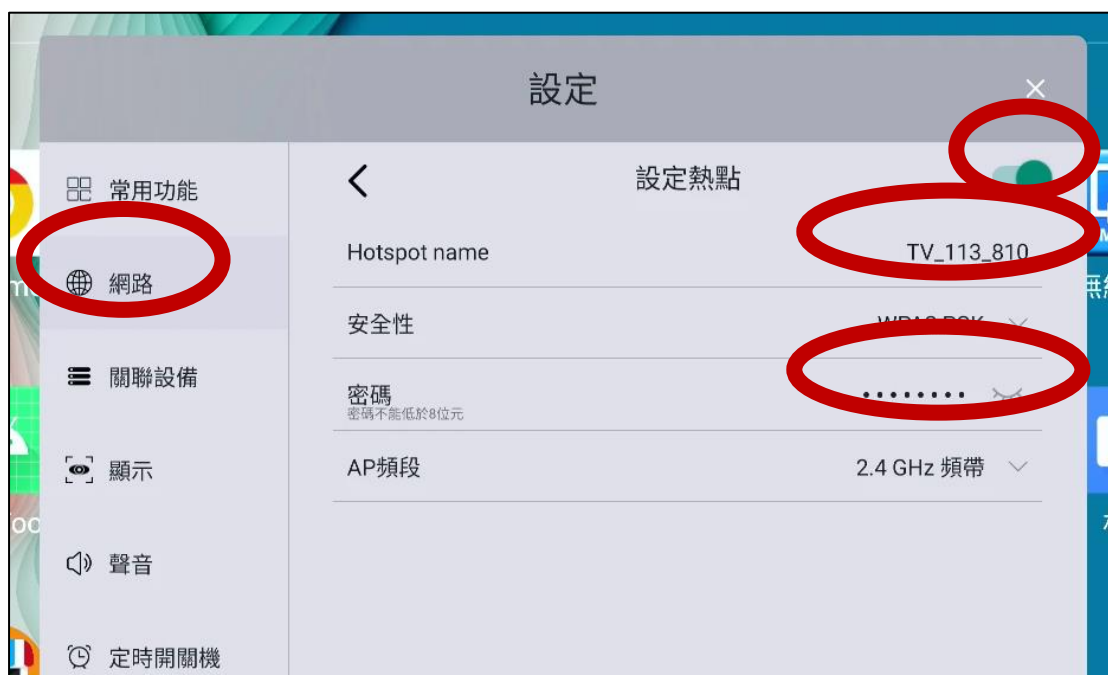 設定
常用功能
設定熱點
網路
Hotspot name
TV_113_810
安全性
關聯設備
密碼
密碼不能低於8位元
••••••••
顯示
AP頻段
2.4 GHz 頻帶
聲音
定時開關機